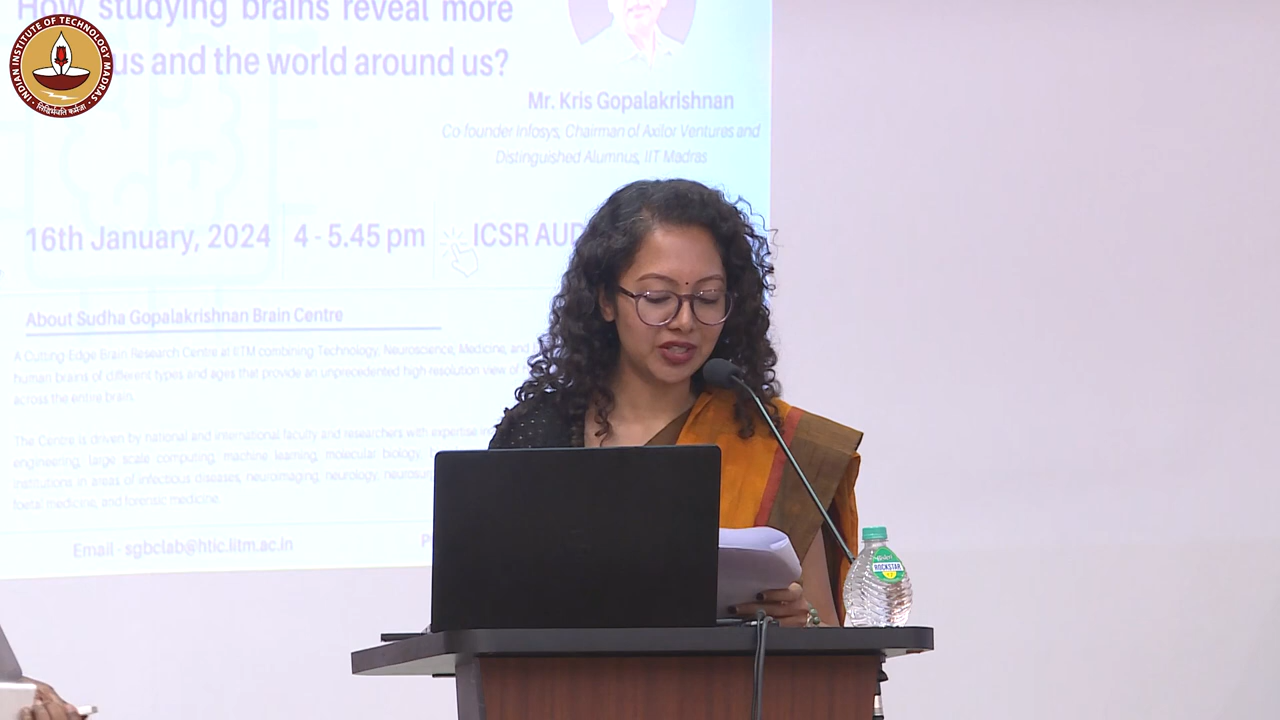 How studying brains reveal more
us and the world around us?
Mr. Kris Gopalakrishnan
Co-founder Infosys, Chairman of Axilor Ventures and
Distinguished Alumnus, IIT Madras
16th January, 2024
4 - 5.45 pm
ICSR AUD
About Sudha Gopalakrishnan Brain Centre
A Cutting-Edge Brain Research Centre at IITM combining Technology, Neuroscience, Medicine, and
human brains of different types and ages that provide an unprecedented high resolution view of
across the entire brain.
The Centre is driven by national and international faculty and researchers with expertise in
engineering, large scale computing, machine learning, molecular biology,
institutions in areas of infectious diseases, neuroimaging, neurology, neurosur
foetal medicine, and forensic medicine.
Email - sgbclab@htic.iitm.ac.in
INDIAN INSTITUTE OF TECHNOLOGY MADRAS
सिद्धिर्भवति कर्मजा
ROCKSTAR